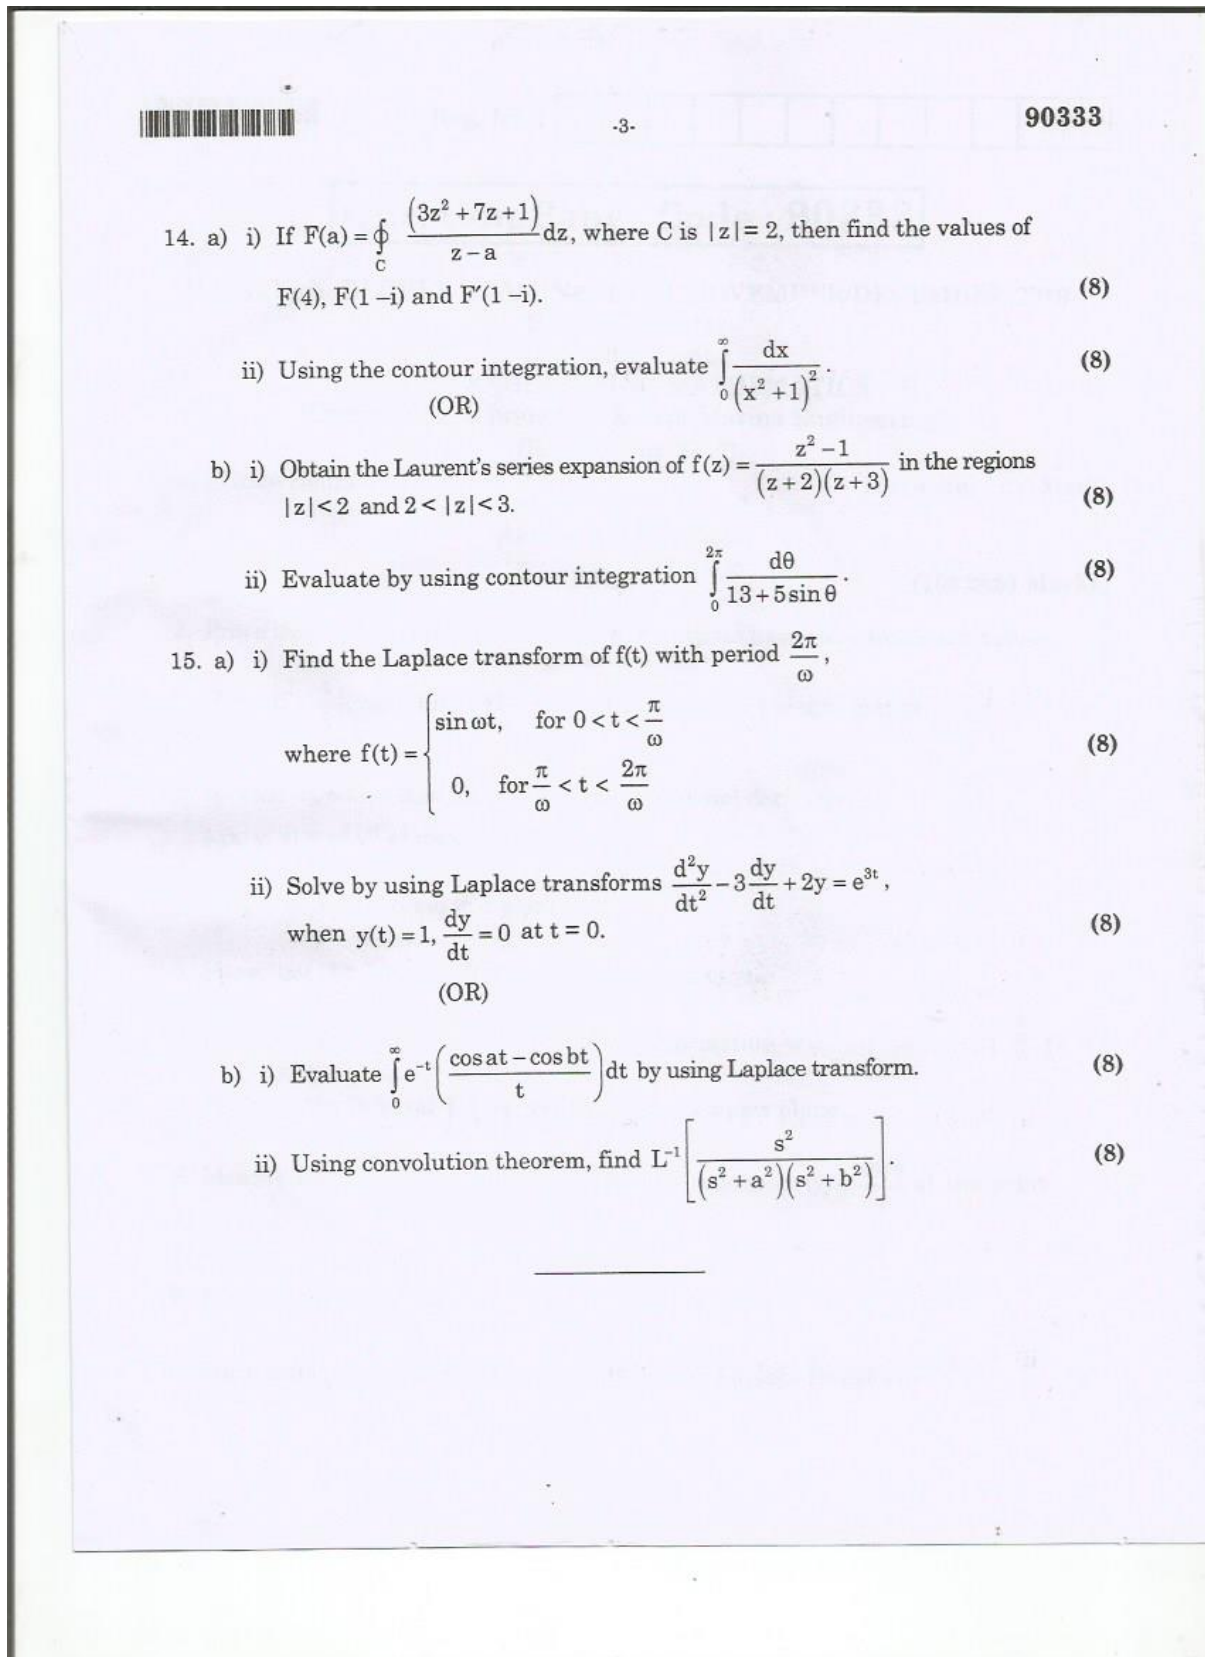 -3-
90333
14. a) i) If F(a) = ∮_C (3z² + 7z + 1) / (z – a) dz, where C is |z| = 2, then find the values of
F(4), F(1 –i) and F′(1 –i). (8)
ii) Using the contour integration, evaluate ∫₀^∞ dx / (x² + 1)². (8)
(OR)
b) i) Obtain the Laurent's series expansion of f(z) = (z² – 1) / ((z + 2)(z + 3)) in the regions
|z| < 2 and 2 < |z| < 3. (8)
ii) Evaluate by using contour integration ∫₀^2π dθ / (13 + 5 sin θ). (8)
15. a) i) Find the Laplace transform of f(t) with period 2π/ω,
where f(t) = { sin ωt, for 0 < t < π/ω
0, for π/ω < t < 2π/ω (8)
ii) Solve by using Laplace transforms d²y/dt² – 3 dy/dt + 2y = e³ᵗ,
when y(t) = 1, dy/dt = 0 at t = 0. (8)
(OR)
b) i) Evaluate ∫₀^∞ e⁻ᵗ ((cos at – cos bt) / t) dt by using Laplace transform. (8)
ii) Using convolution theorem, find L⁻¹ [ s² / ((s² + a²)(s² + b²)) ]. (8)